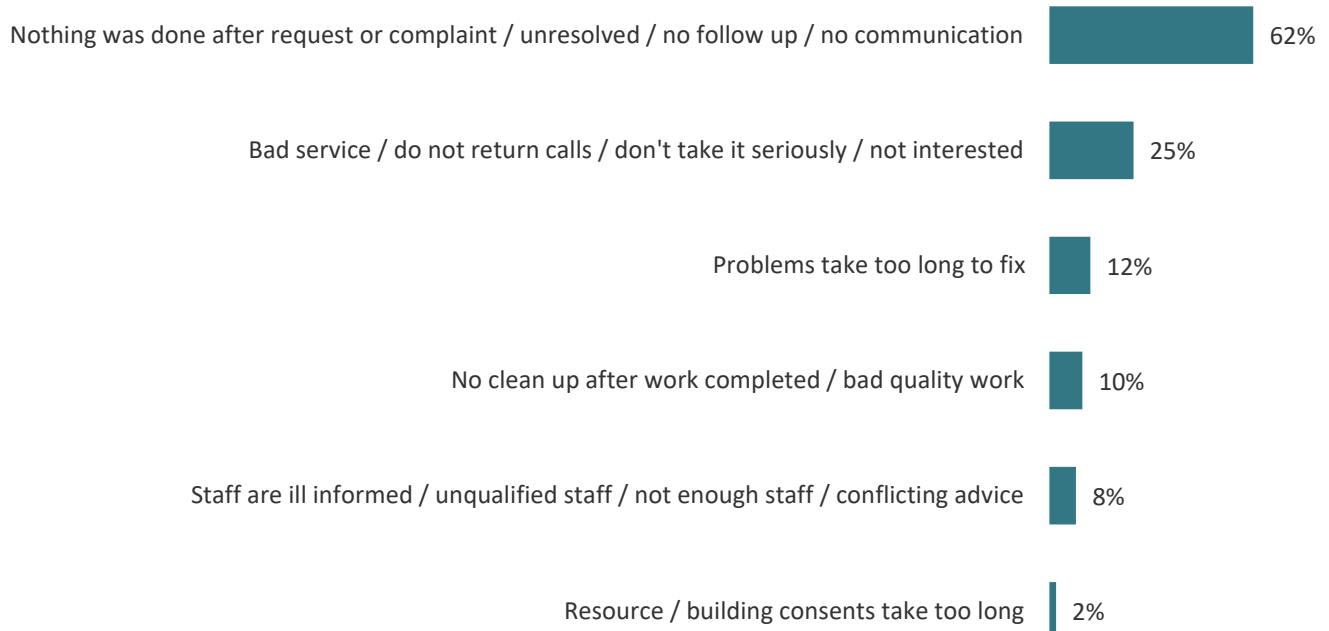 Nothing was done after request or complaint / unresolved / no follow up / no communication 62%
Bad service / do not return calls / don't take it seriously / not interested 25%
Problems take too long to fix 12%
No clean up after work completed / bad quality work 10%
Staff are ill informed / unqualified staff / not enough staff / conflicting advice 8%
Resource / building consents take too long 2%